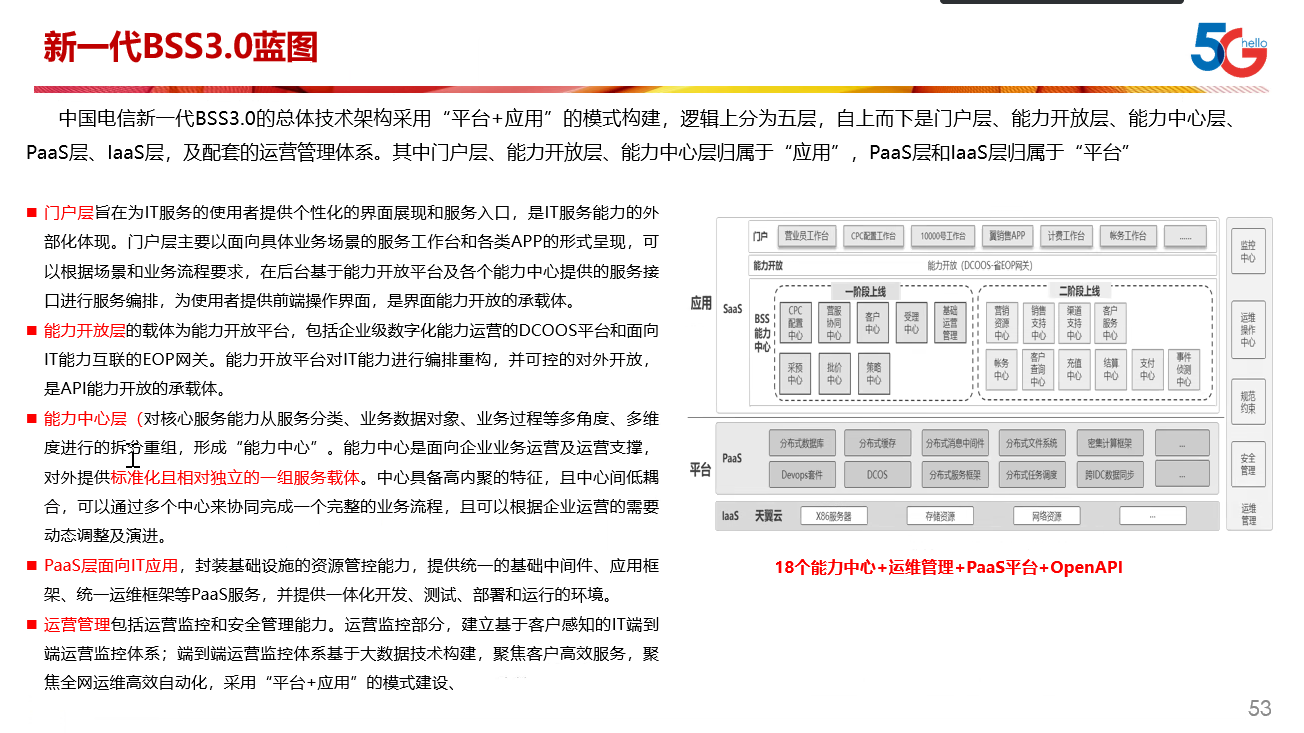 新一代BSS3.0蓝图
5G hello
中国电信新一代BSS3.0的总体技术架构采用“平台+应用”的模式构建，逻辑上分为五层，自上而下是门户层、能力开放层、能力中心层、
PaaS层、IaaS层，及配套的运营管理体系。其中门户层、能力开放层、能力中心层归属于“应用”，PaaS层和IaaS层归属于“平台”
■ 门户层旨在为IT服务的使用者提供个性化的界面展现和服务入口，是IT服务能力的外
部化体现。门户层主要以面向具体业务场景的服务工作台和各类APP的形式呈现，可
以根据场景和业务流程要求，在后台基于能力开放平台及各个能力中心提供的服务接
口进行服务编排，为使用者提供前端操作界面，是界面能力开放的承载体。
■ 能力开放层的载体为能力开放平台，包括企业级数字化能力运营的DCOOS平台和面向
IT能力互联的EOP网关。能力开放平台对IT能力进行编排重构，并可控的对外开放，
是API能力开放的承载体。
■ 能力中心层（对核心服务能力从服务分类、业务数据对象、业务过程等多角度、多维
度进行的拆分重组，形成“能力中心”。能力中心是面向企业业务运营及运营支撑，
对外提供标准化且相对独立的一组服务载体。中心具备高内聚的特征，且中心间低耦
合，可以通过多个中心来协同完成一个完整的业务流程，且可以根据企业运营的需要
动态调整及演进。
■ PaaS层面向IT应用，封装基础设施的资源管控能力，提供统一的基础中间件、应用框
架、统一运维框架等PaaS服务，并提供一体化开发、测试、部署和运行的环境。
■ 运营管理包括运营监控和安全管理能力。运营监控部分，建立基于客户感知的IT端到
端运营监控体系；端到端运营监控体系基于大数据技术构建，聚焦客户高效服务，聚
焦全网运维高效自动化，采用“平台+应用”的模式建设、
应用
SaaS
门户 营业员工作台 CPC配置工作台 10000号工作台 翼销售APP 计费工作台 帐务工作台 ......
能力开放 能力开放（DCOOS-省EOP网关）
BSS
能力
中心
一阶段上线
CPC
配置
中心
营服
协同
中心
客户
中心
受理
中心
基础
运营
管理
采预
中心
批价
中心
策略
中心
二阶段上线
营销
资源
中心
销售
支持
中心
渠道
支持
中心
客户
服务
中心
帐务
中心
客户
查询
中心
充值
中心
结算
中心
支付
中心
事件
侦测
中心
平台
PaaS
分布式数据库 分布式缓存 分布式消息中间件 分布式文件系统 密集计算框架 ...
Devops套件 DCOS 分布式服务框架 分布式任务调度 跨IDC数据同步 ...
IaaS 天翼云 X86服务器 存储资源 网络资源 ...
监控
中心
运维
操作
中心
规范
约束
安全
管理
运维
管理
18个能力中心+运维管理+PaaS平台+OpenAPI
53